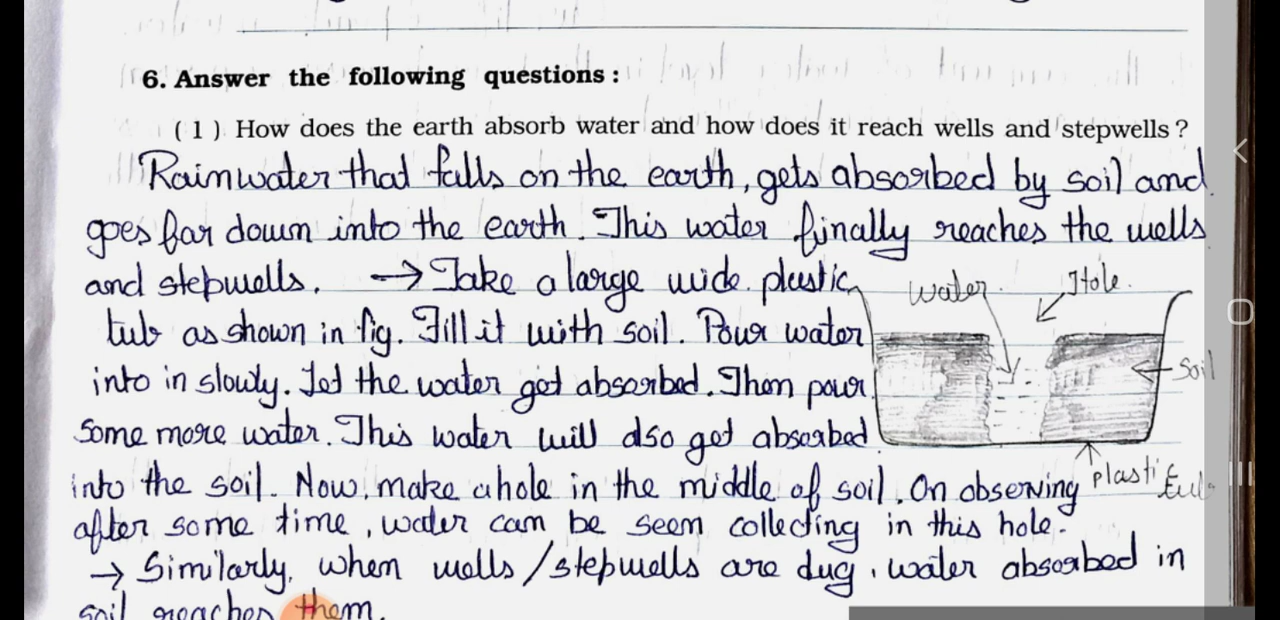 6. Answer the following questions :
( 1 ) How does the earth absorb water and how does it reach wells and stepwells ?
Rainwater that falls on the earth, gets absorbed by soil and
goes far down into the earth. This water finally reaches the wells
and stepwells. → Take a large wide plastic
water Hole.
tub as shown in fig. Fill it with soil. Pour water
into in slowly. Let the water get absorbed. Then pour
soil
some more water. This water will also get absorbed
into the soil. Now, make a hole in the middle of soil. On observing
plastic tub
after some time, water can be seen collecting in this hole.
→ Similarly, when wells/stepwells are dug, water absorbed in
soil reaches them.